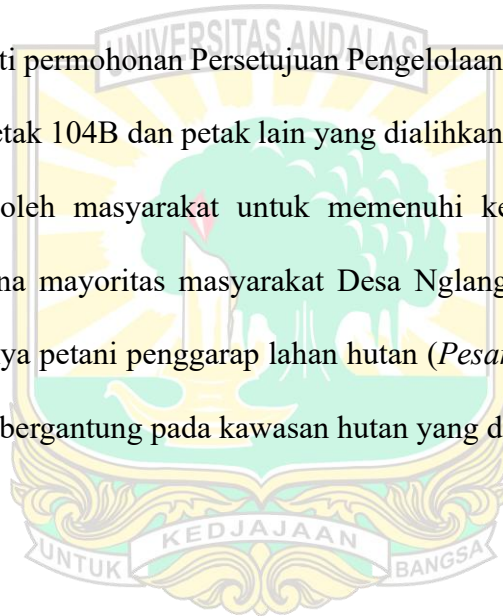 UNIVERSITAS ANDALAS
ti permohonan Persetujuan Pengelolaan
etak 104B dan petak lain yang dialihkan
oleh masyarakat untuk memenuhi ke
na mayoritas masyarakat Desa Nglang
ya petani penggarap lahan hutan (Pesan
bergantung pada kawasan hutan yang d
UNTUK KEDJAJAAN BANGSA